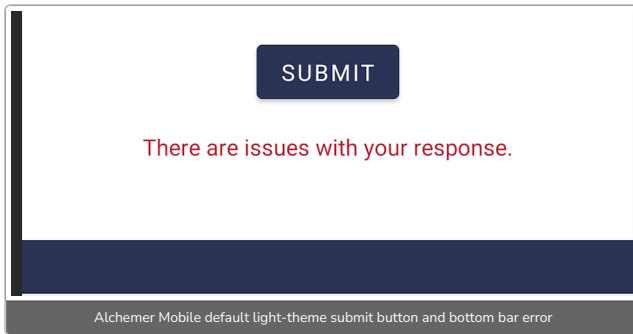 SUBMIT
There are issues with your response.
Alchemer Mobile default light-theme submit button and bottom bar error